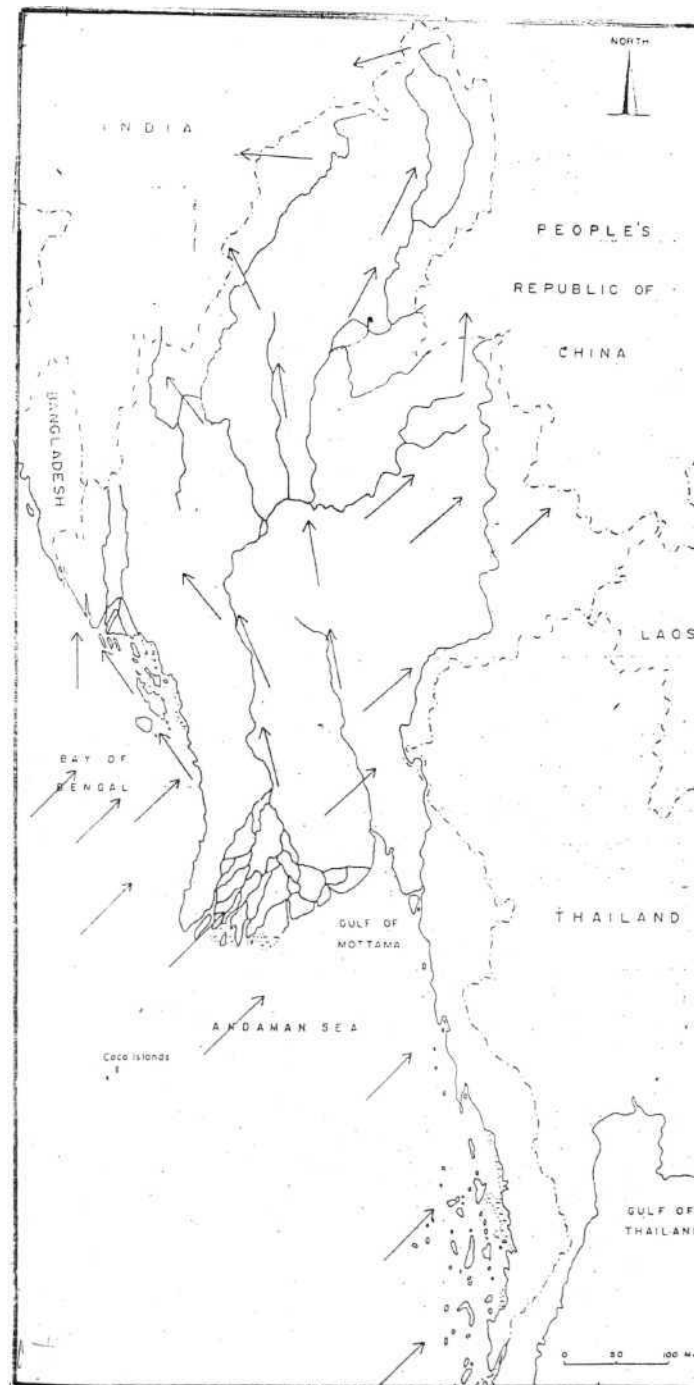 NORTH
INDIA
PEOPLE'S
REPUBLIC OF
CHINA
BANGLADESH
LAOS
BAY OF
BENGAL
GULF OF
MOTTAMA
THAILAND
ANDAMAN SEA
Coco Islands
GULF OF
THAILAND
0 50 100